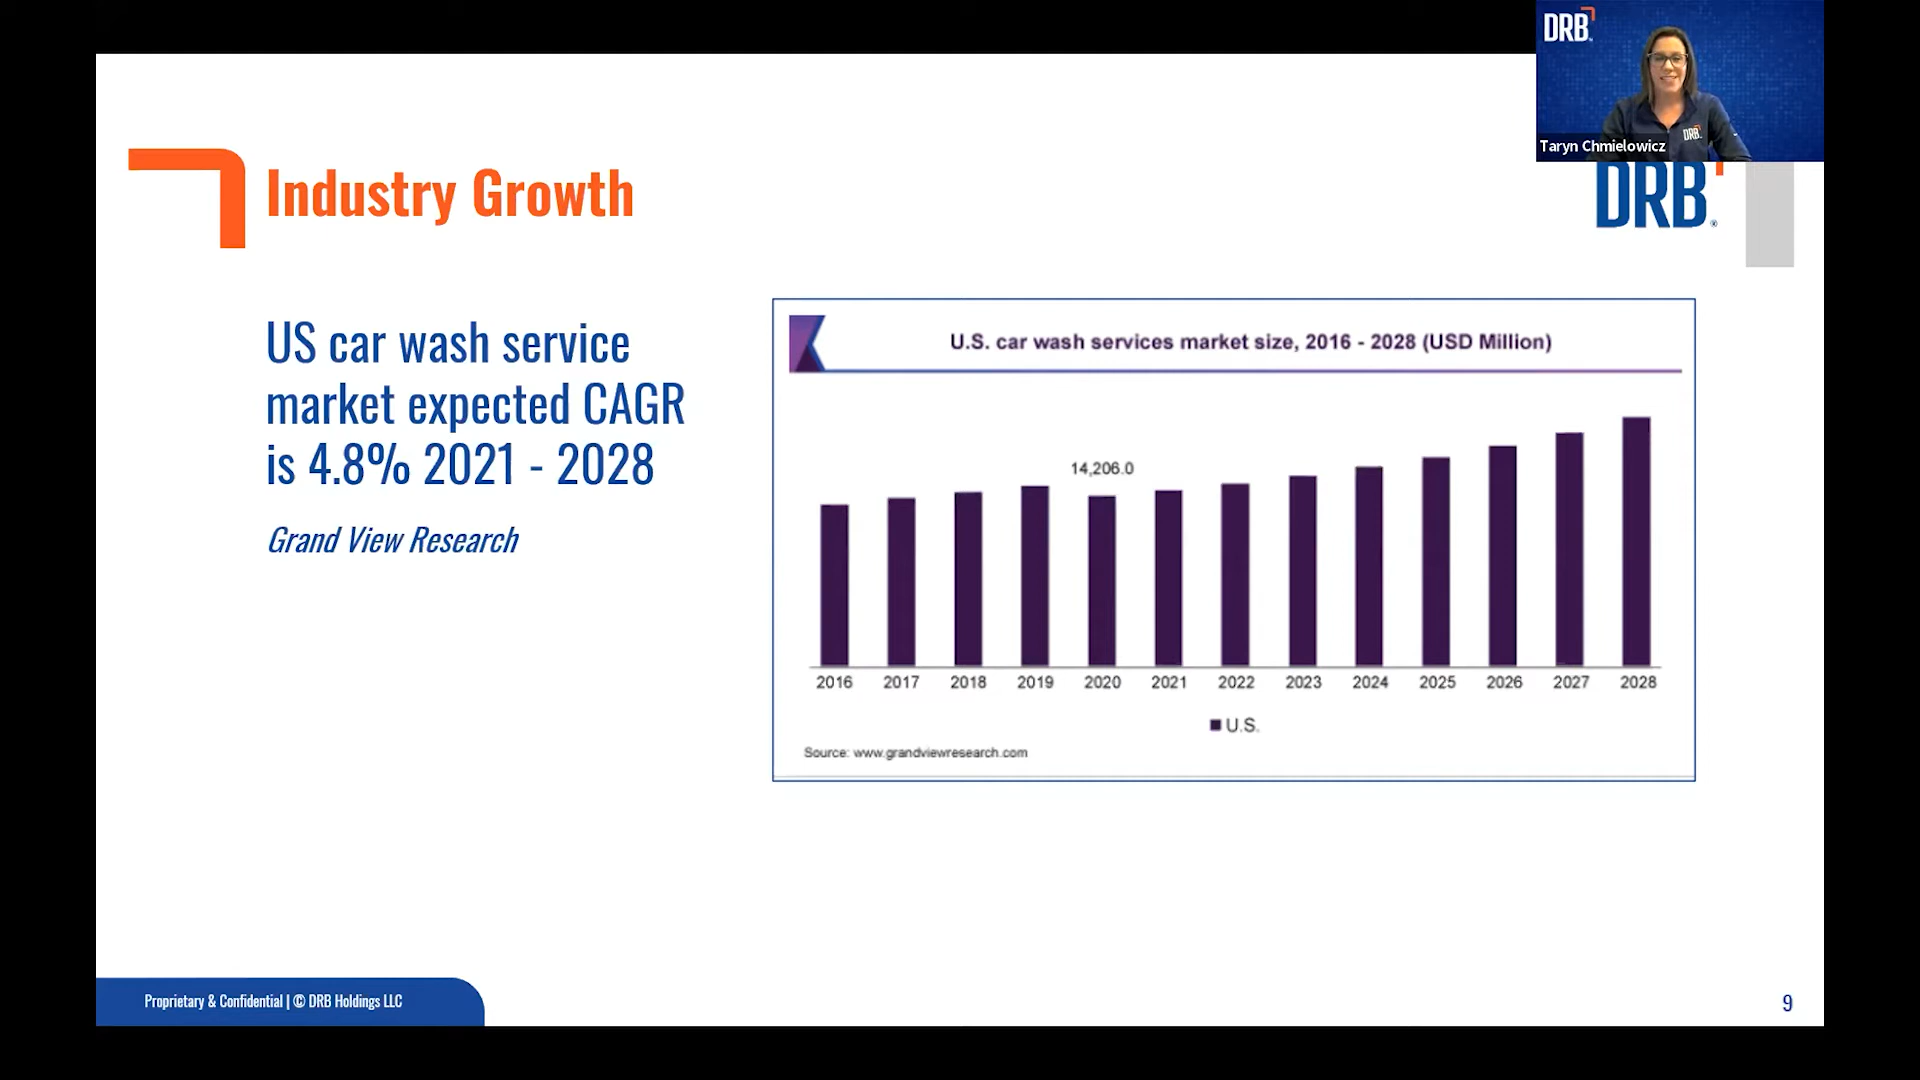 DRB
DRB
Taryn Chmielowicz
Industry Growth
DRB®
US car wash service
market expected CAGR
is 4.8% 2021 - 2028
Grand View Research
U.S. car wash services market size, 2016 - 2028 (USD Million)
14,206.0
2016 2017 2018 2019 2020 2021 2022 2023 2024 2025 2026 2027 2028
U.S.
Source: www.grandviewresearch.com
Proprietary & Confidential | © DRB Holdings LLC
9